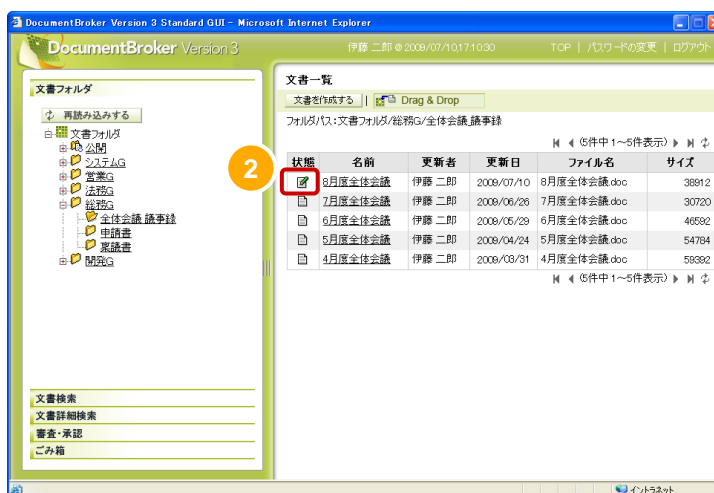 DocumentBroker Version 3 Standard GUI - Microsoft Internet Explorer
DocumentBroker Version 3
伊藤 二郎@2009/07/10,17:10:30
TOP | パスワードの変更 | ログアウト
文書フォルダ
再読み込みする
文書フォルダ
公開
システムG
営業G
法務G
総務G
全体会議_議事録
申請書
稟議書
開発G
文書検索
文書詳細検索
審査・承認
ごみ箱
2
文書一覧
文書を作成する | Drag & Drop
フォルダパス:文書フォルダ/総務G/全体会議_議事録
(5件中 1～5件表示)
状態 名前 更新者 更新日 ファイル名 サイズ
8月度全体会議 伊藤 二郎 2009/07/10 8月度全体会議.doc 38912
7月度全体会議 伊藤 二郎 2009/06/26 7月度全体会議.doc 30720
6月度全体会議 伊藤 二郎 2009/05/29 6月度全体会議.doc 46592
5月度全体会議 伊藤 二郎 2009/04/24 5月度全体会議.doc 54784
4月度全体会議 伊藤 二郎 2009/03/31 4月度全体会議.doc 59392
(5件中 1～5件表示)
イントラネット